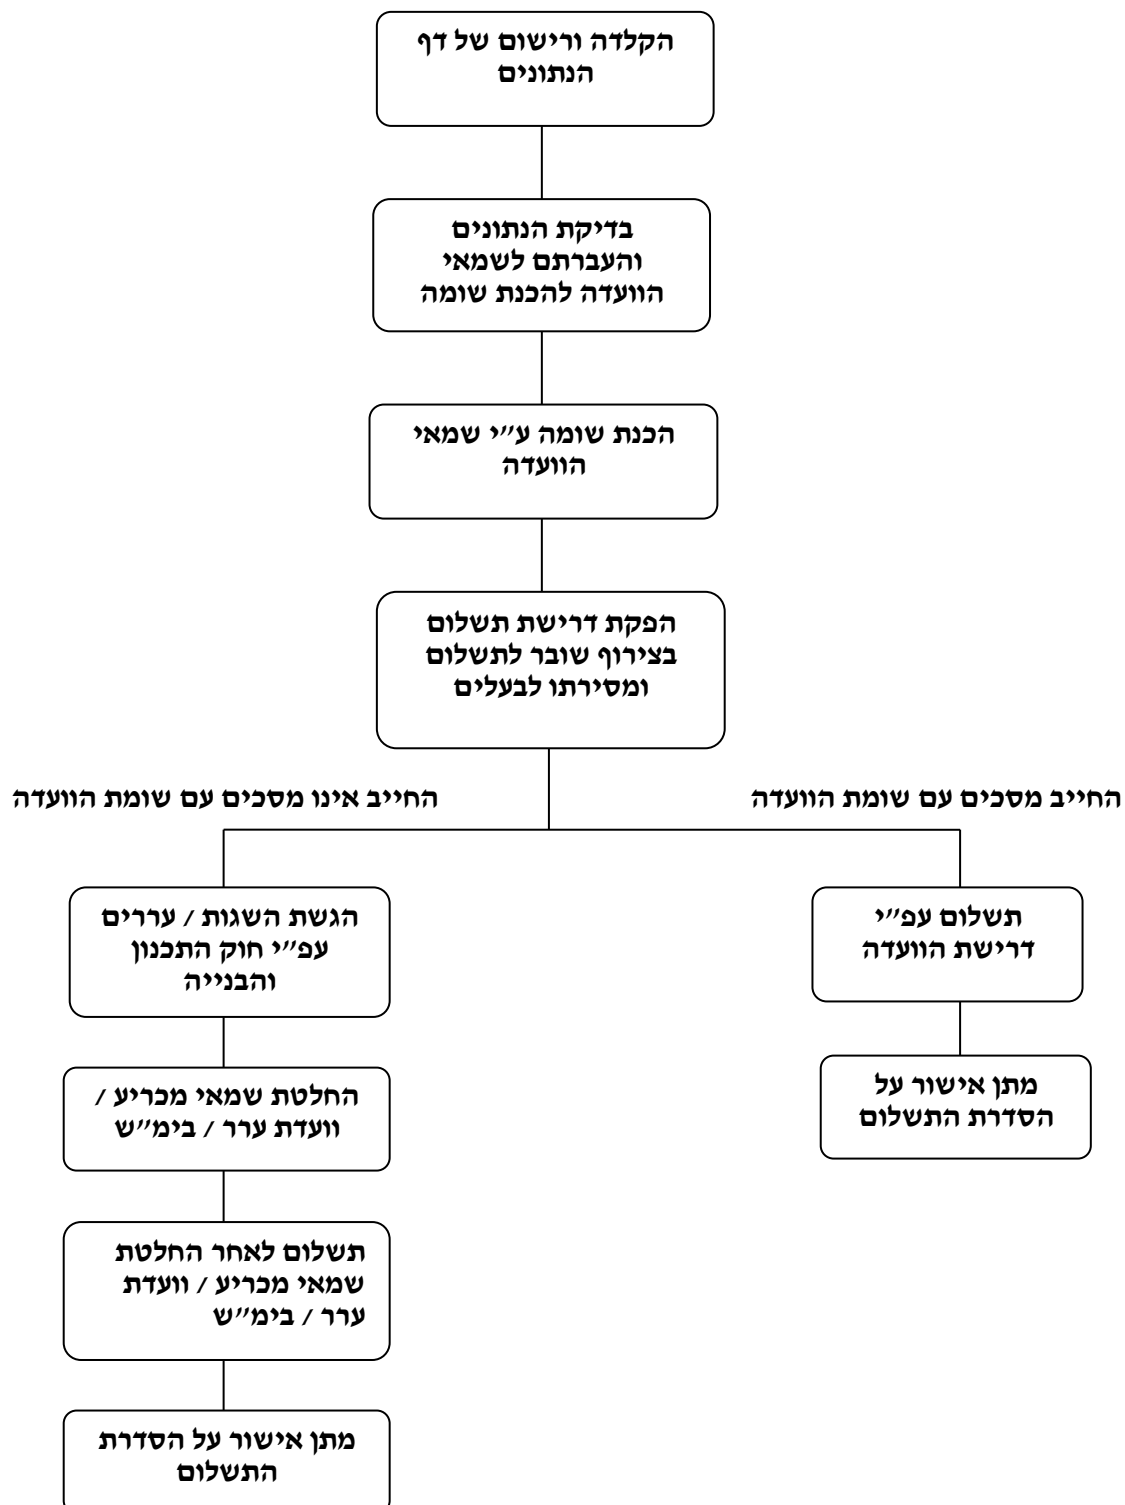 הקלדה ורישום של דף
הנתונים
בדיקת הנתונים
והעברתם לשמאי
הוועדה להכנת שומה
הכנת שומה ע״י שמאי
הוועדה
הפקת דרישת תשלום
בצירוף שובר לתשלום
ומסירתו לבעלים
החייב מסכים עם שומת הוועדה
החייב אינו מסכים עם שומת הוועדה
תשלום עפ״י
דרישת הוועדה
מתן אישור על
הסדרת התשלום
הגשת השגות / עררים
עפ״י חוק התכנון
והבנייה
החלטת שמאי מכריע /
וועדת ערר / בימ״ש
תשלום לאחר החלטת
שמאי מכריע / וועדת
ערר / בימ״ש
מתן אישור על הסדרת
התשלום